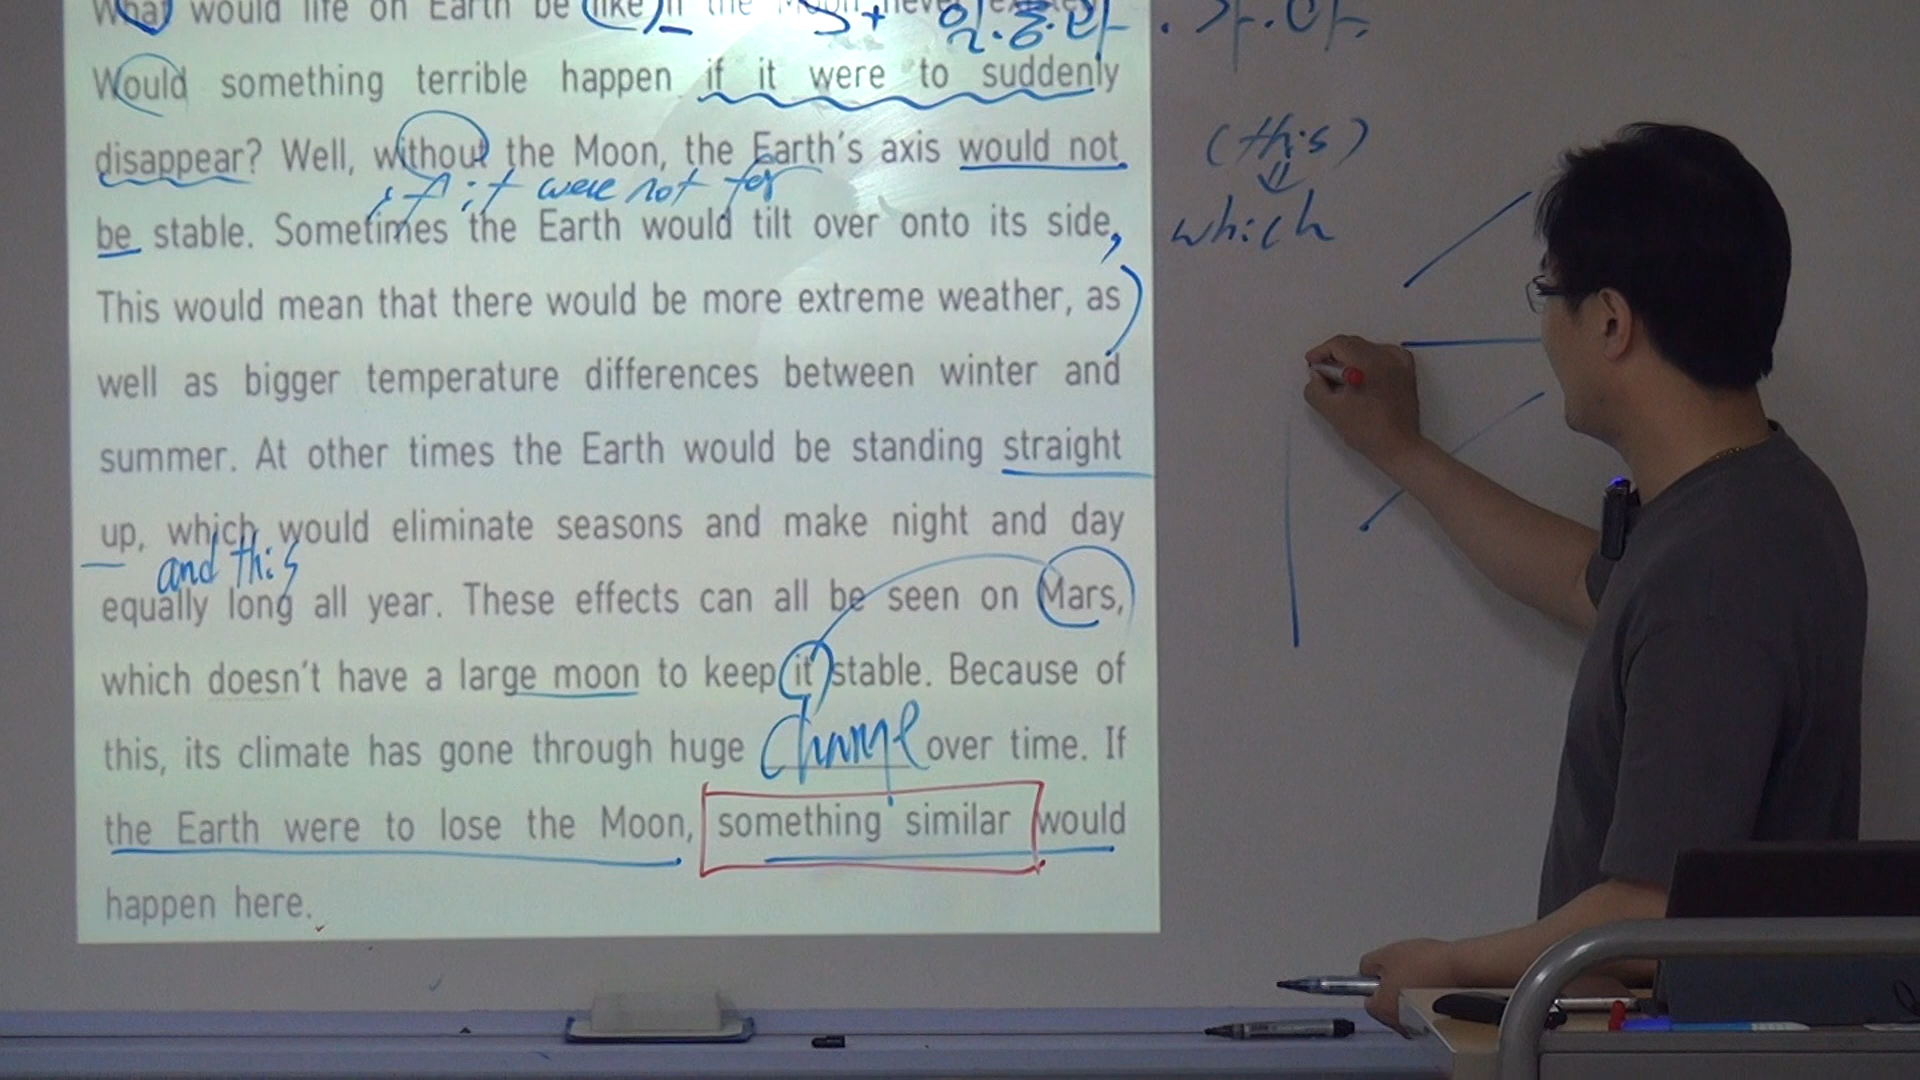 What would life on Earth be like if the Moon never
S+
Would something terrible happen if it were to suddenly
disappear? Well, without the Moon, the Earth's axis would not
if it were not for
be stable. Sometimes the Earth would tilt over onto its side,
This would mean that there would be more extreme weather, as
well as bigger temperature differences between winter and
summer. At other times the Earth would be standing straight
up, which would eliminate seasons and make night and day
and this
equally long all year. These effects can all be seen on Mars,
which doesn't have a large moon to keep it stable. Because of
this, its climate has gone through huge change over time. If
the Earth were to lose the Moon, something similar would
happen here.
(this)
⇓
which